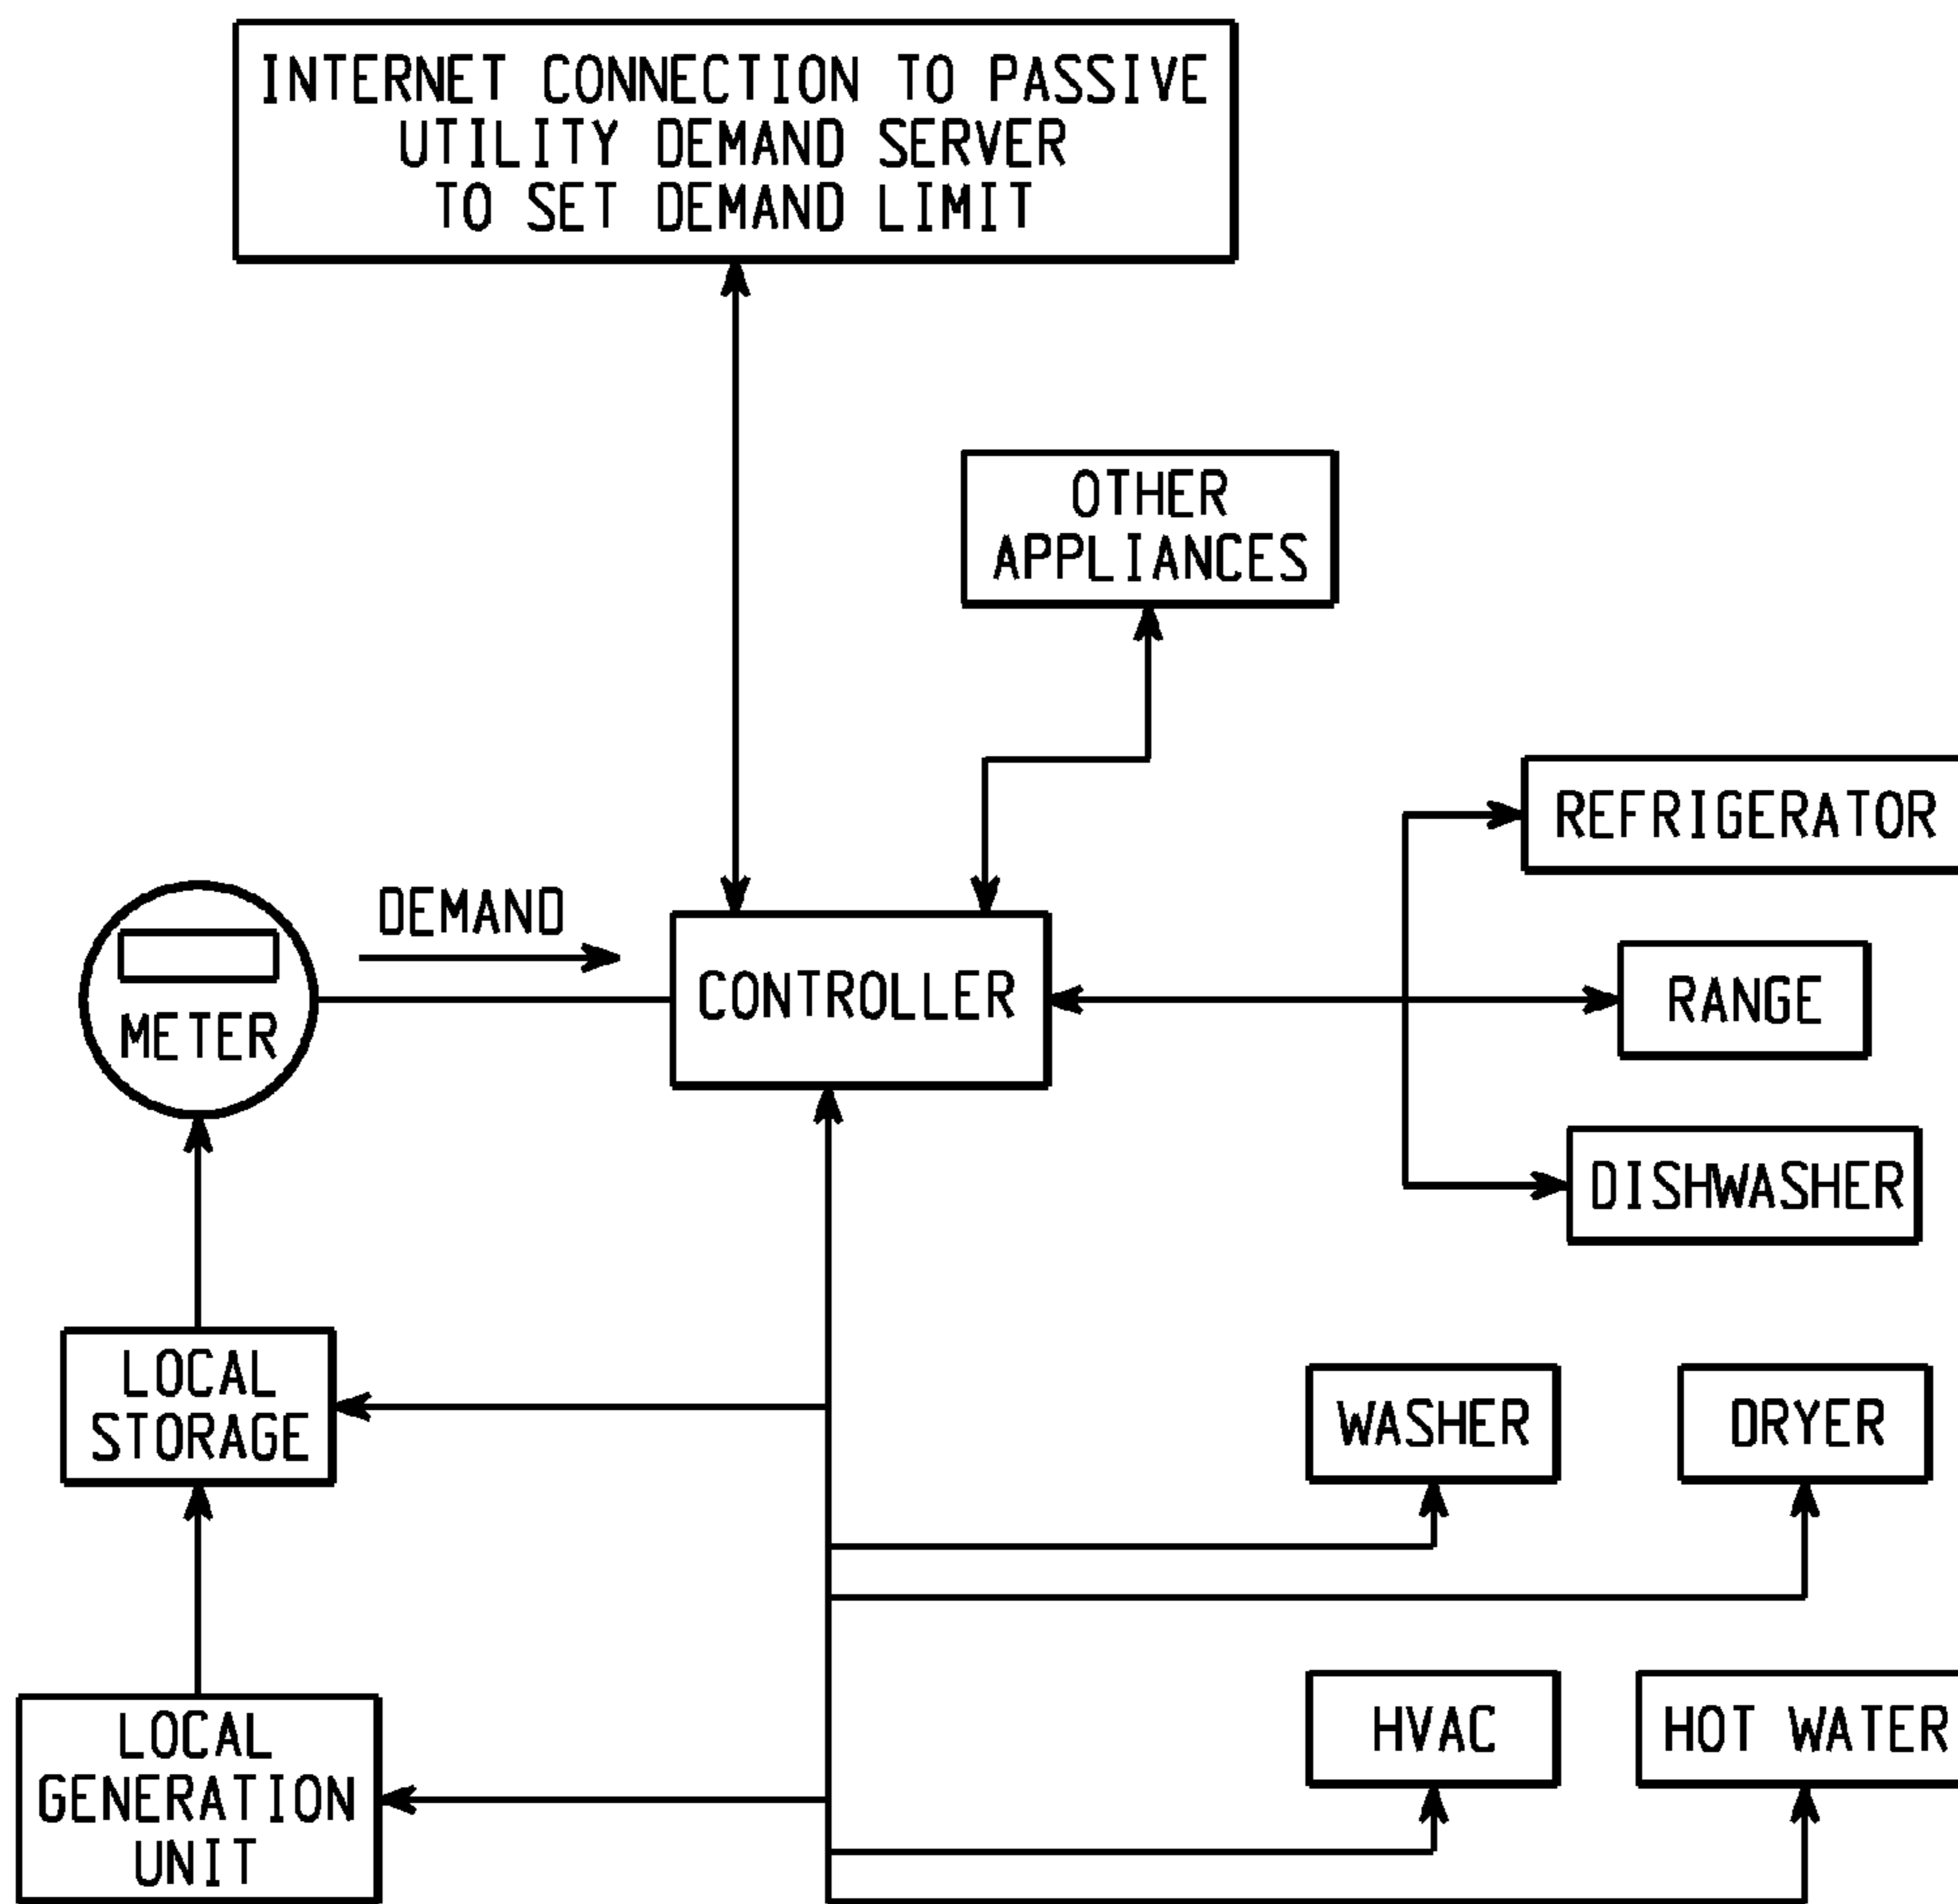 INTERNET CONNECTION TO PASSIVE
UTILITY DEMAND SERVER
TO SET DEMAND LIMIT
OTHER
APPLIANCES
REFRIGERATOR
DEMAND
CONTROLLER
RANGE
METER
DISHWASHER
LOCAL
STORAGE
WASHER
DRYER
LOCAL
GENERATION
UNIT
HVAC
HOT WATER